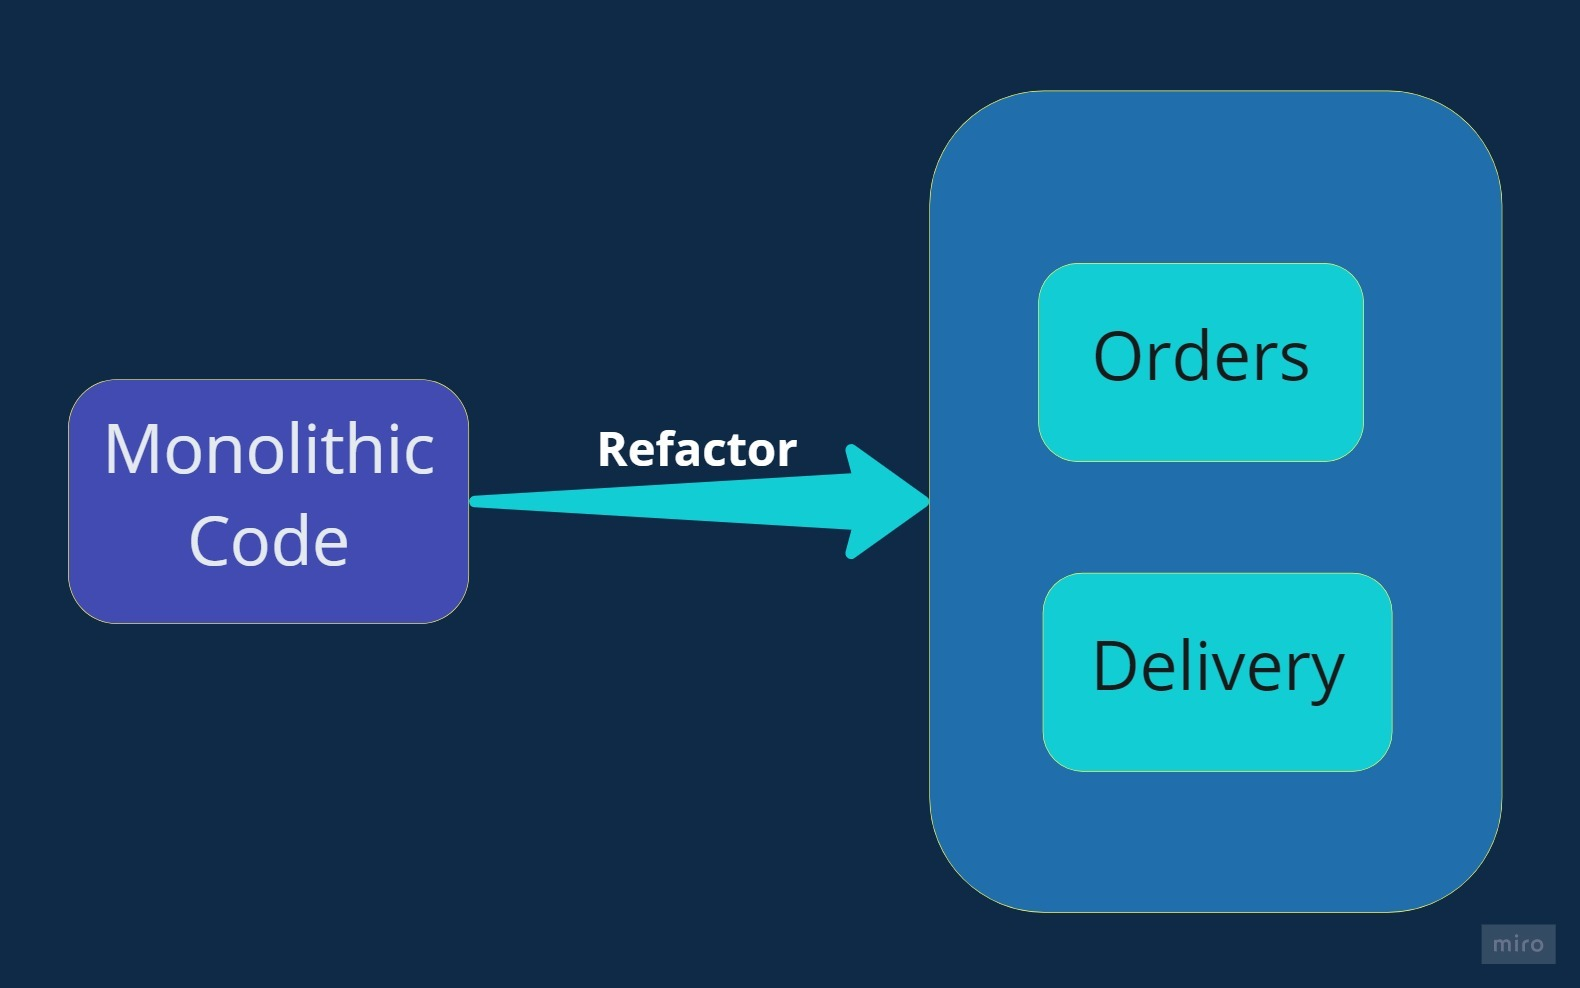 Monolithic
Code
Refactor
Orders
Delivery
miro